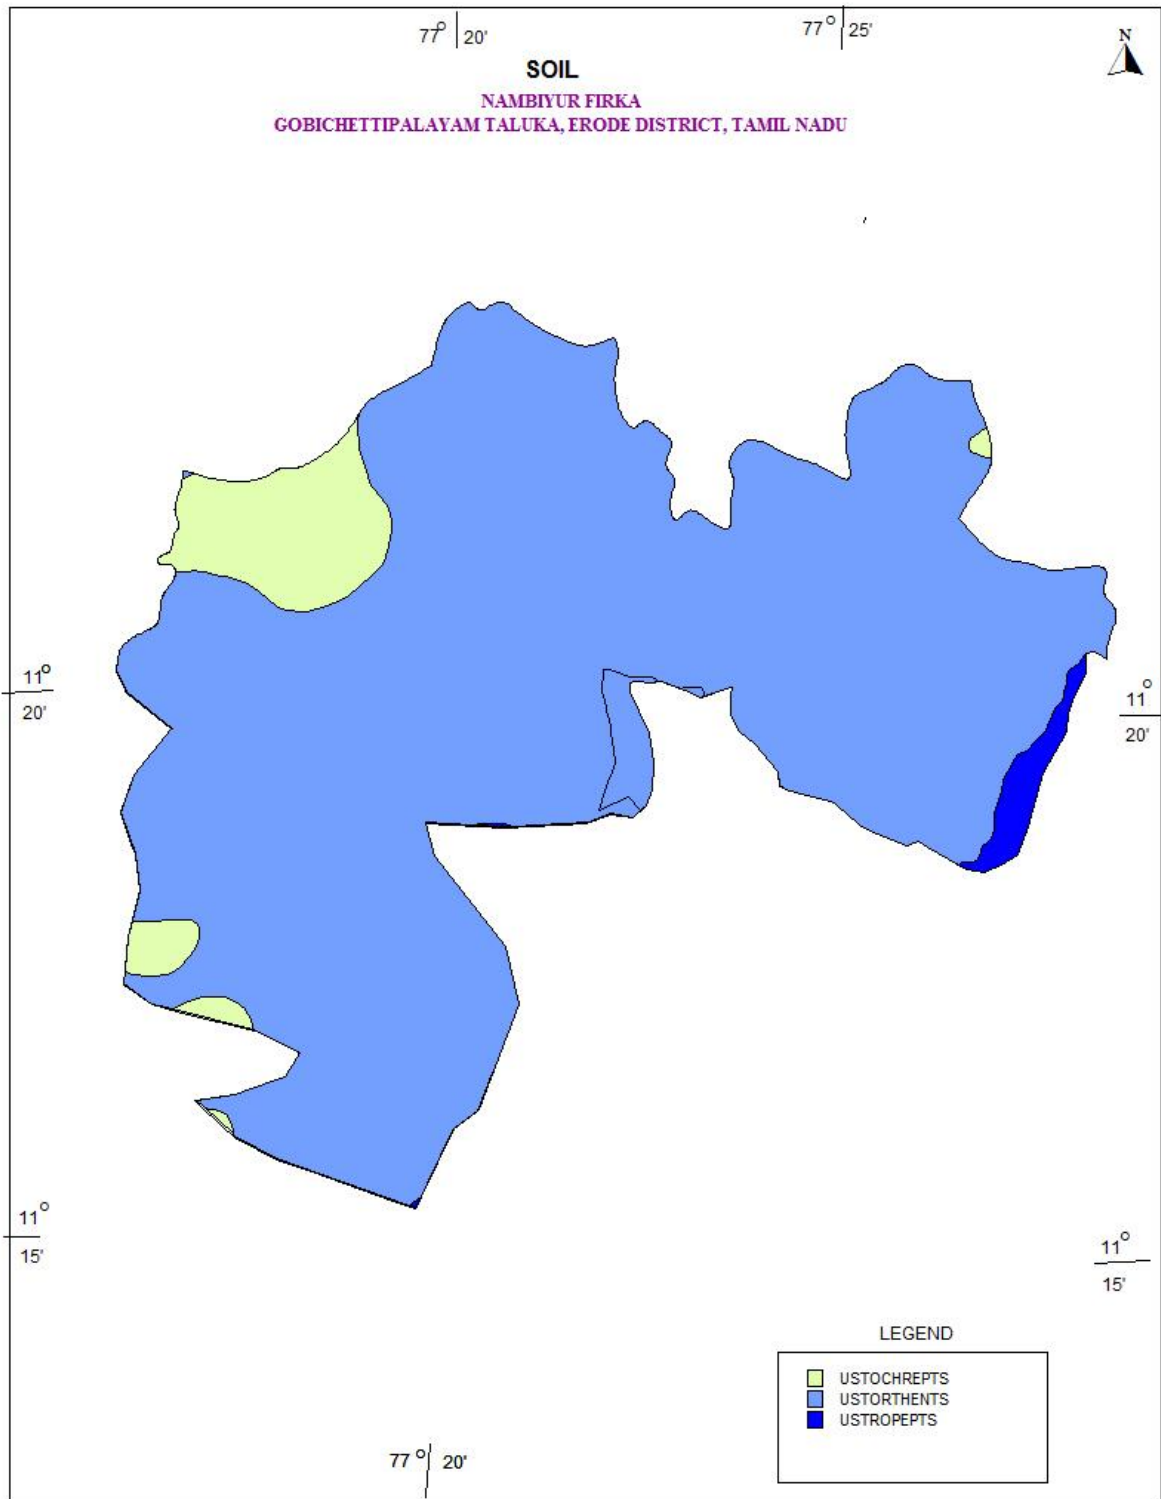 77° 20'
77° 25'
N
SOIL
NAMBIYUR FIRKA
GOBICHETTIPALAYAM TALUKA, ERODE DISTRICT, TAMIL NADU
11°
20'
11°
20'
11°
15'
11°
15'
LEGEND
USTOCHREPTS
USTORTHENTS
USTROPEPTS
77° 20'